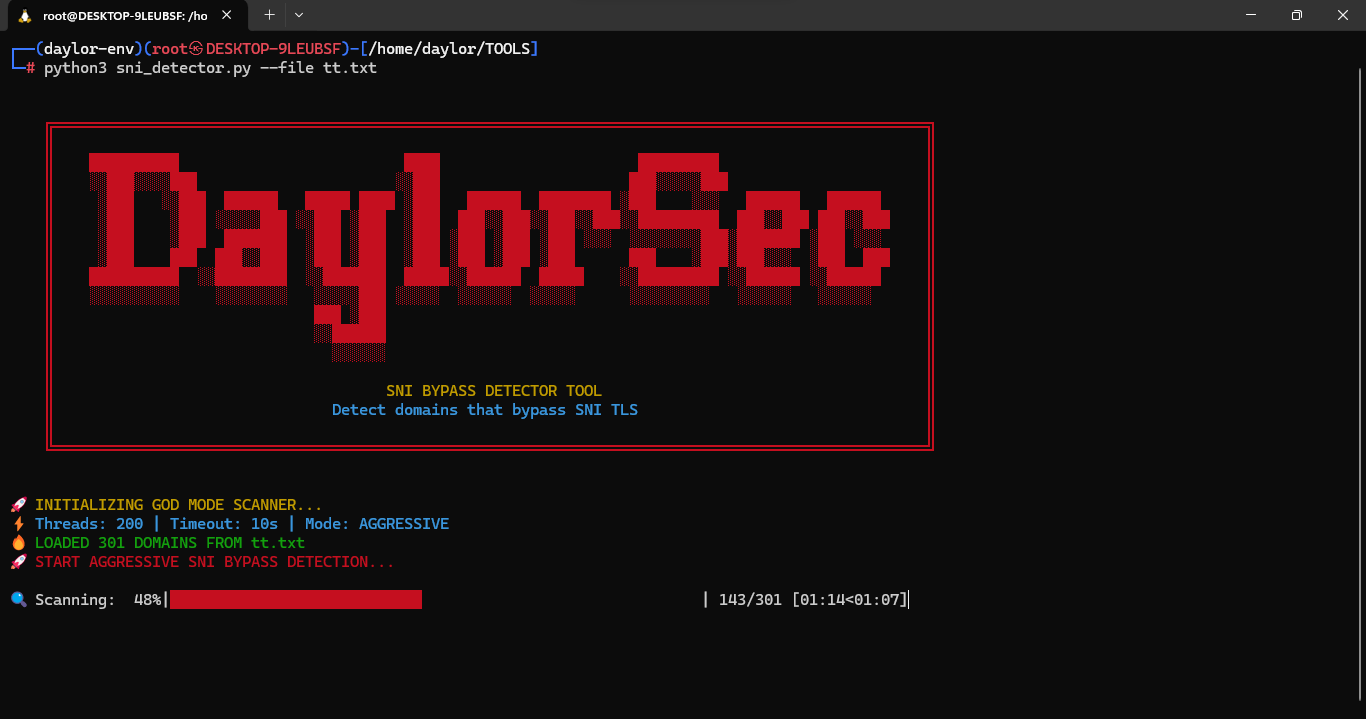 root@DESKTOP-9LEUBSF: /ho
(daylor-env)(root㉿DESKTOP-9LEUBSF)-[/home/daylor/TOOLS]
# python3 sni_detector.py --file tt.txt
DaylorSec
SNI BYPASS DETECTOR TOOL
Detect domains that bypass SNI TLS
🚀 INITIALIZING GOD MODE SCANNER...
⚡ Threads: 200 | Timeout: 10s | Mode: AGGRESSIVE
🔥 LOADED 301 DOMAINS FROM tt.txt
🚀 START AGGRESSIVE SNI BYPASS DETECTION...
🔍 Scanning: 48%| | 143/301 [01:14<01:07]